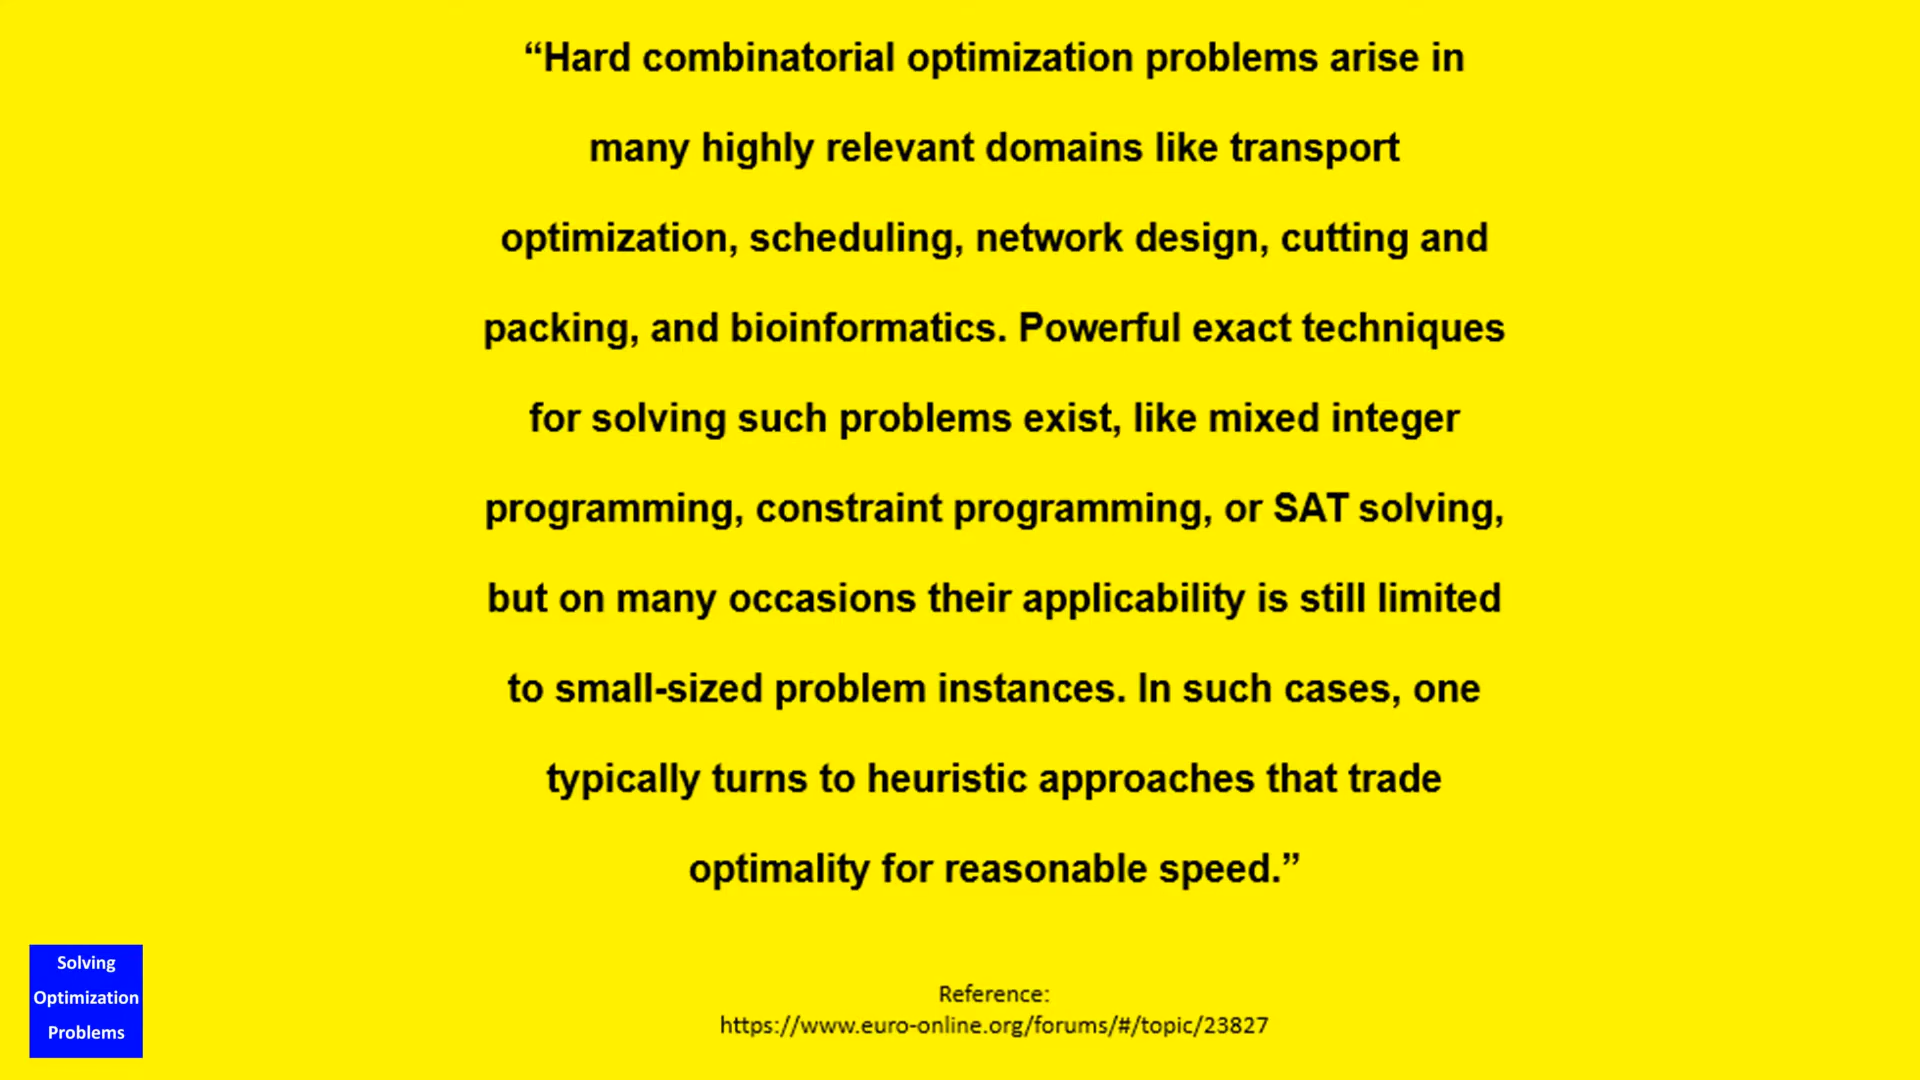 “Hard combinatorial optimization problems arise in
many highly relevant domains like transport
optimization, scheduling, network design, cutting and
packing, and bioinformatics. Powerful exact techniques
for solving such problems exist, like mixed integer
programming, constraint programming, or SAT solving,
but on many occasions their applicability is still limited
to small-sized problem instances. In such cases, one
typically turns to heuristic approaches that trade
optimality for reasonable speed.”
Solving
Optimization
Problems
Reference:
https://www.euro-online.org/forums/#/topic/23827